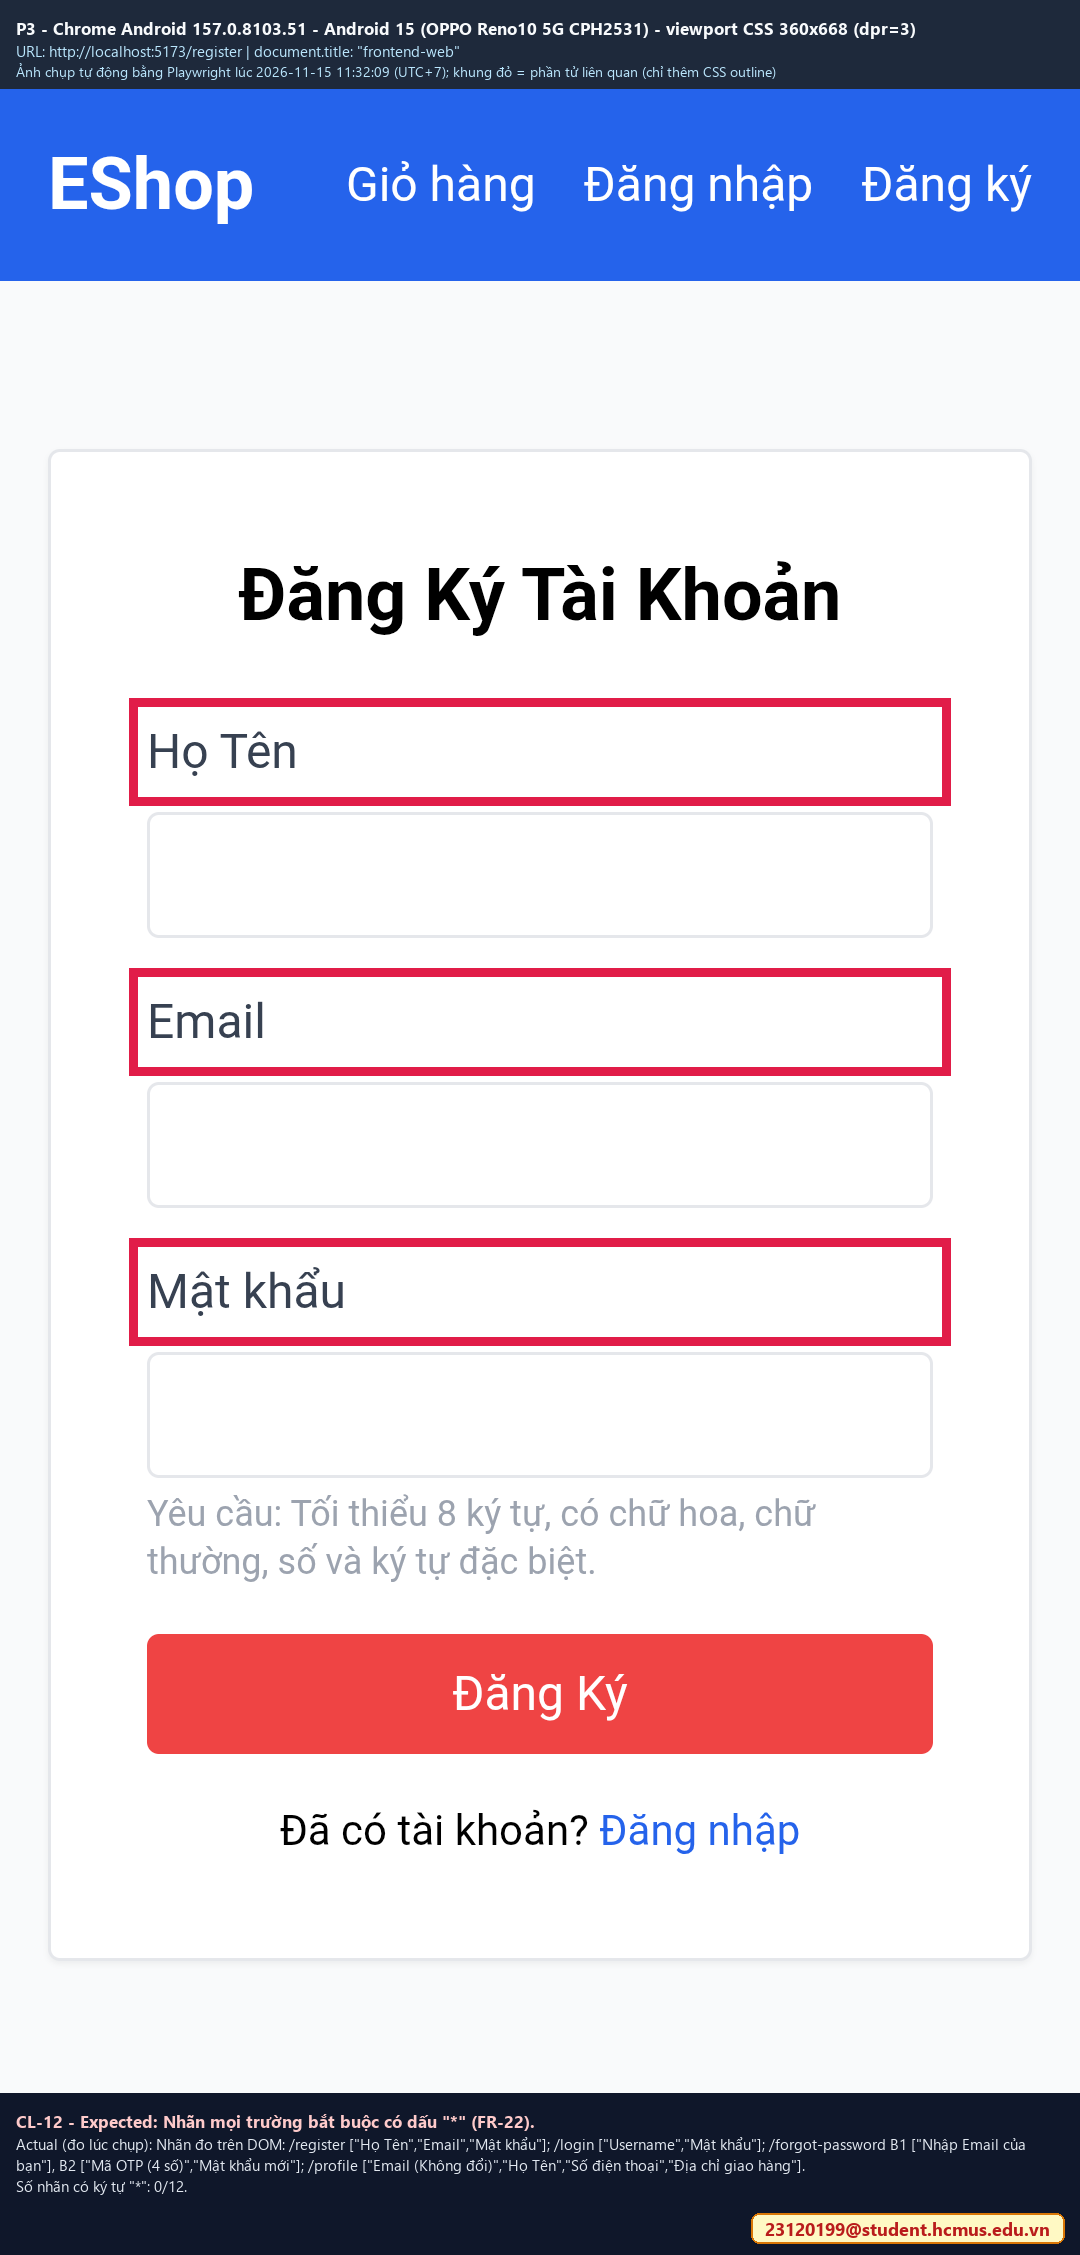 P3 - Chrome Android 157.0.8103.51 - Android 15 (OPPO Reno10 5G CPH2531) - viewport CSS 360x668 (dpr=3)
URL: http://localhost:5173/register | document.title: "frontend-web"
Ảnh chụp tự động bằng Playwright lúc 2026-11-15 11:32:09 (UTC+7); khung đỏ = phần tử liên quan (chỉ thêm CSS outline)
EShop Giỏ hàng Đăng nhập Đăng ký
Đăng Ký Tài Khoản
Họ Tên
Email
Mật khẩu
Yêu cầu: Tối thiểu 8 ký tự, có chữ hoa, chữ
thường, số và ký tự đặc biệt.
Đăng Ký
Đã có tài khoản? Đăng nhập
CL-12 - Expected: Nhãn mọi trường bắt buộc có dấu "*" (FR-22).
Actual (đo lúc chụp): Nhãn đo trên DOM: /register ["Họ Tên","Email","Mật khẩu"]; /login ["Username","Mật khẩu"]; /forgot-password B1 ["Nhập Email của
bạn"], B2 ["Mã OTP (4 số)","Mật khẩu mới"]; /profile ["Email (Không đổi)","Họ Tên","Số điện thoại","Địa chỉ giao hàng"].
Số nhãn có ký tự "*": 0/12.
23120199@student.hcmus.edu.vn